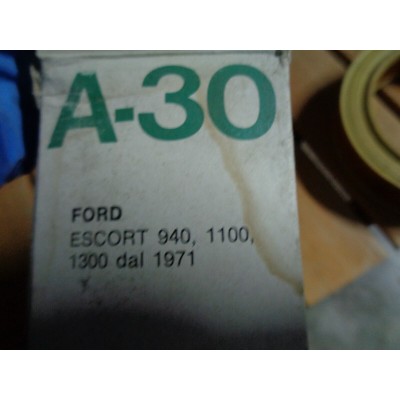 A-30
FORD
ESCORT 940, 1100,
1300 dal 1971